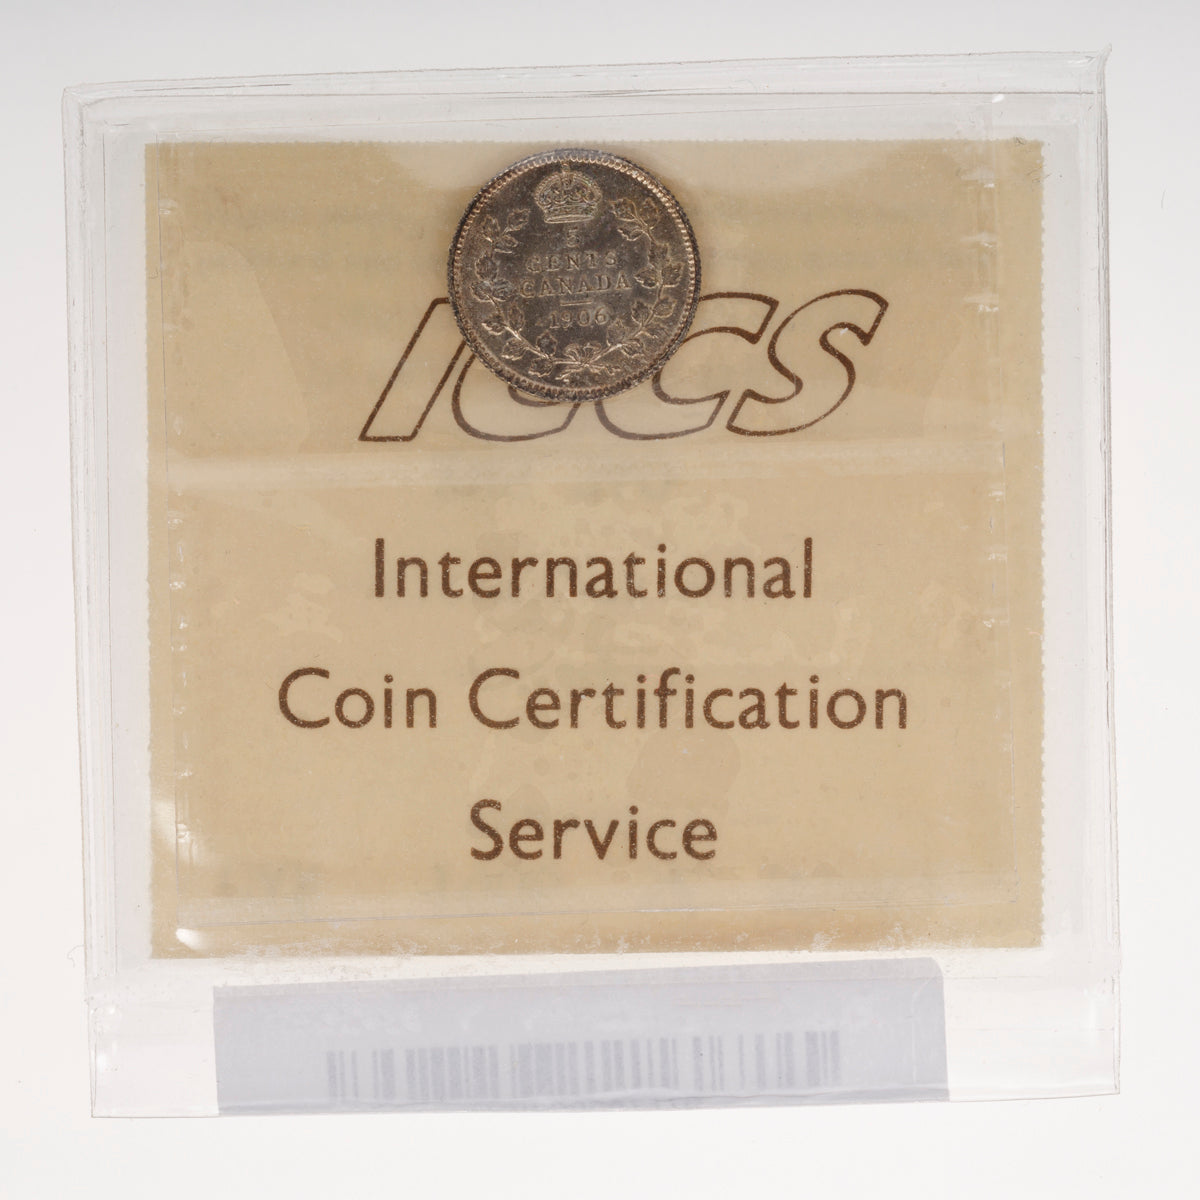 5
CENTS
CANADA
1906
ICCS
International
Coin Certification
Service